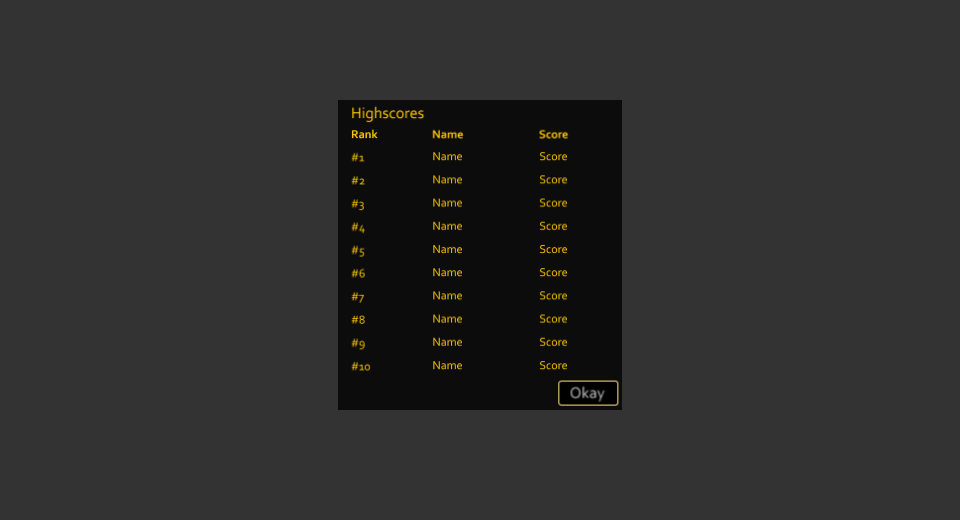 Highscores
Rank Name Score
#1 Name Score
#2 Name Score
#3 Name Score
#4 Name Score
#5 Name Score
#6 Name Score
#7 Name Score
#8 Name Score
#9 Name Score
#10 Name Score
Okay